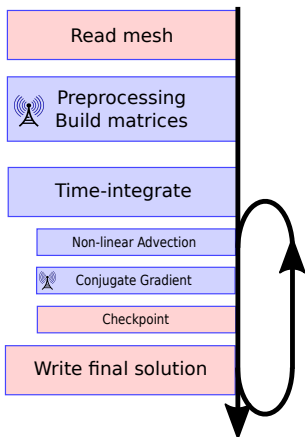 Read mesh
Preprocessing
Build matrices
Time-integrate
Non-linear Advection
Conjugate Gradient
Checkpoint
Write final solution